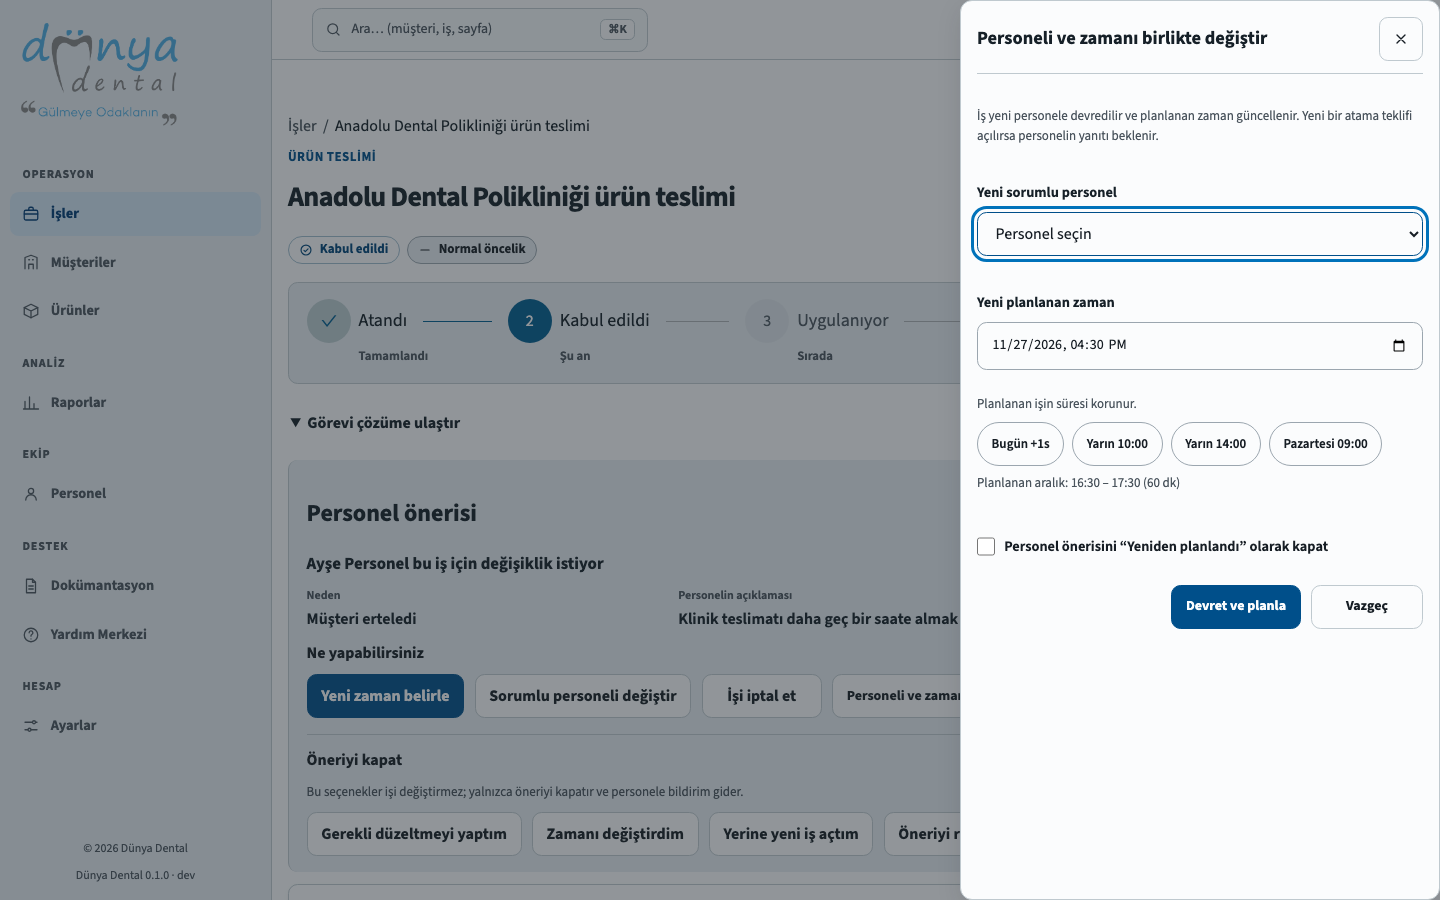 dünya
dental
“Gülmeye Odaklanın”
OPERASYON
İşler
Müşteriler
Ürünler
ANALİZ
Raporlar
EKİP
Personel
DESTEK
Dokümantasyon
Yardım Merkezi
HESAP
Ayarlar
© 2026 Dünya Dental
Dünya Dental 0.1.0 · dev
Ara… (müşteri, iş, sayfa) ⌘K
İşler / Anadolu Dental Polikliniği ürün teslimi
ÜRÜN TESLİMİ
Anadolu Dental Polikliniği ürün teslimi
Kabul edildi — Normal öncelik
Atandı 2 Kabul edildi 3 Uygulanıyor
Tamamlandı Şu an Sırada
▼ Görevi çözüme ulaştır
Personel önerisi
Ayşe Personel bu iş için değişiklik istiyor
Neden Personelin açıklaması
Müşteri erteledi Klinik teslimatı daha geç bir saate almak
Ne yapabilirsiniz
Yeni zaman belirle Sorumlu personeli değiştir İşi iptal et Personeli ve zaman
Öneriyi kapat
Bu seçenekler işi değiştirmez; yalnızca öneriyi kapatır ve personele bildirim gider.
Gerekli düzeltmeyi yaptım Zamanı değiştirdim Yerine yeni iş açtım Öneriyi
Personeli ve zamanı birlikte değiştir
İş yeni personele devredilir ve planlanan zaman güncellenir. Yeni bir atama teklifi
açılırsa personelin yanıtı beklenir.
Yeni sorumlu personel
Personel seçin
Yeni planlanan zaman
11/27/2026, 04:30 PM
Planlanan işin süresi korunur.
Bugün +1s Yarın 10:00 Yarın 14:00 Pazartesi 09:00
Planlanan aralık: 16:30 – 17:30 (60 dk)
Personel önerisini “Yeniden planlandı” olarak kapat
Devret ve planla Vazgeç